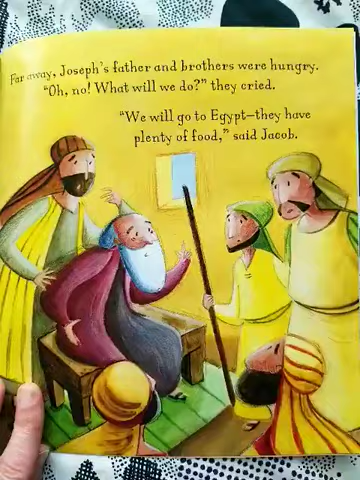 Far away, Joseph's father and brothers were hungry.
"Oh, no! What will we do?" they cried.
"We will go to Egypt—they have
plenty of food," said Jacob.